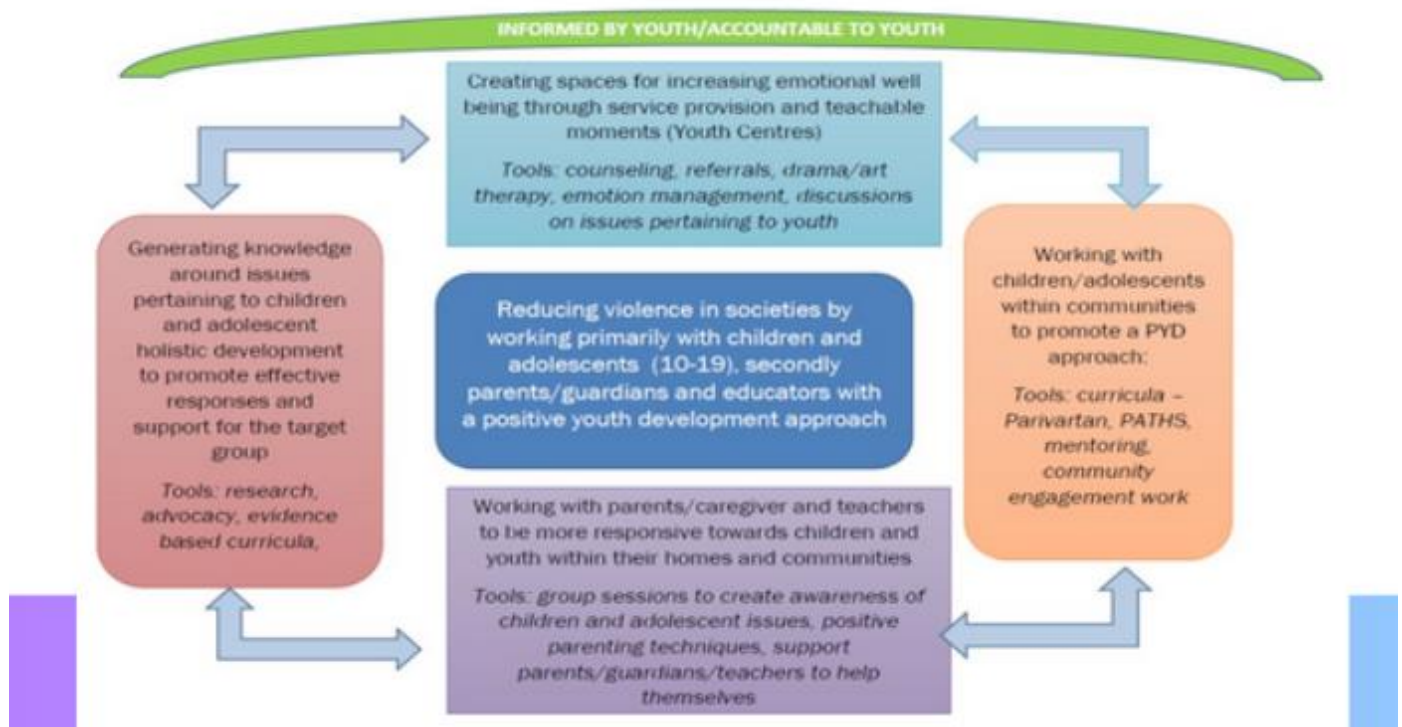 INFORMED BY YOUTH/ACCOUNTABLE TO YOUTH
Creating spaces for increasing emotional well
being through service provision and teachable
moments (Youth Centres)
Tools: counseling, referrals, drama/art
therapy, emotion management, discussions
on issues pertaining to youth
Generating knowledge
around issues
pertaining to children
and adolescent
holistic development
to promote effective
responses and
support for the target
group
Tools: research,
advocacy, evidence
based curricula,
Reducing violence in societies by
working primarily with children and
adolescents (10-19), secondly
parents/guardians and educators with
a positive youth development approach
Working with
children/adolescents
within communities
to promote a PYD
approach:
Tools: curricula –
Parivartan, PATHS,
mentoring,
community
engagement work
Working with parents/caregiver and teachers
to be more responsive towards children and
youth within their homes and communities
Tools: group sessions to create awareness of
children and adolescent issues, positive
parenting techniques, support
parents/guardians/teachers to help
themselves